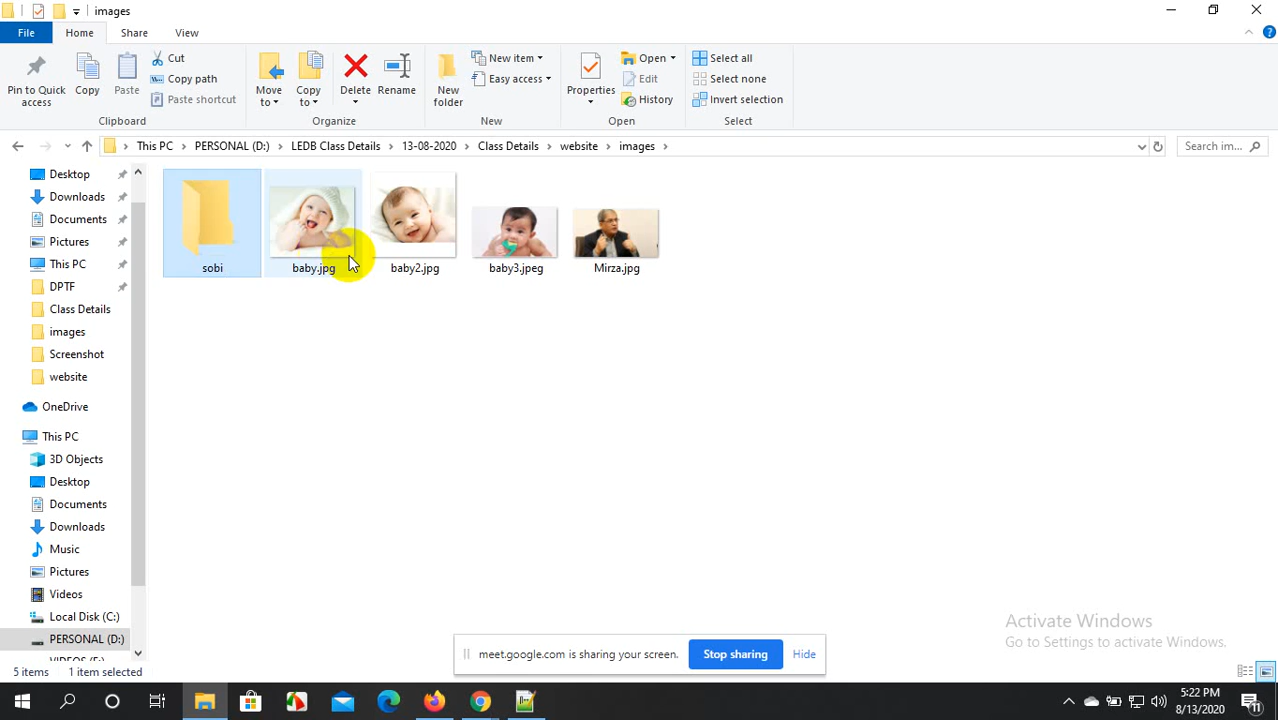 images
File Home Share View
Pin to Quick access
Copy
Paste
Cut
Copy path
Paste shortcut
Move to
Copy to
Delete
Rename
New folder
New item
Easy access
Properties
Open
Edit
History
Select all
Select none
Invert selection
Clipboard Organize New Open Select
This PC PERSONAL (D:) LEDB Class Details 13-08-2020 Class Details website images Search im...
Desktop
Downloads
Documents
Pictures
This PC
DPTF
Class Details
images
Screenshot
website
OneDrive
This PC
3D Objects
Desktop
Documents
Downloads
Music
Pictures
Videos
Local Disk (C:)
PERSONAL (D:)
sobi baby.jpg baby2.jpg baby3.jpeg Mirza.jpg
Activate Windows
Go to Settings to activate Windows.
meet.google.com is sharing your screen. Stop sharing Hide
5 items 1 item selected
5:22 PM
8/13/2020
11